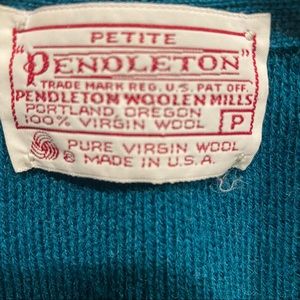 PETITE
"PENDLETON"
TRADE MARK REG. U.S. PAT OFF.
PENDLETON WOOLEN MILLS
PORTLAND, OREGON
100% VIRGIN WOOL P
PURE VIRGIN WOOL
MADE IN U.S.A.